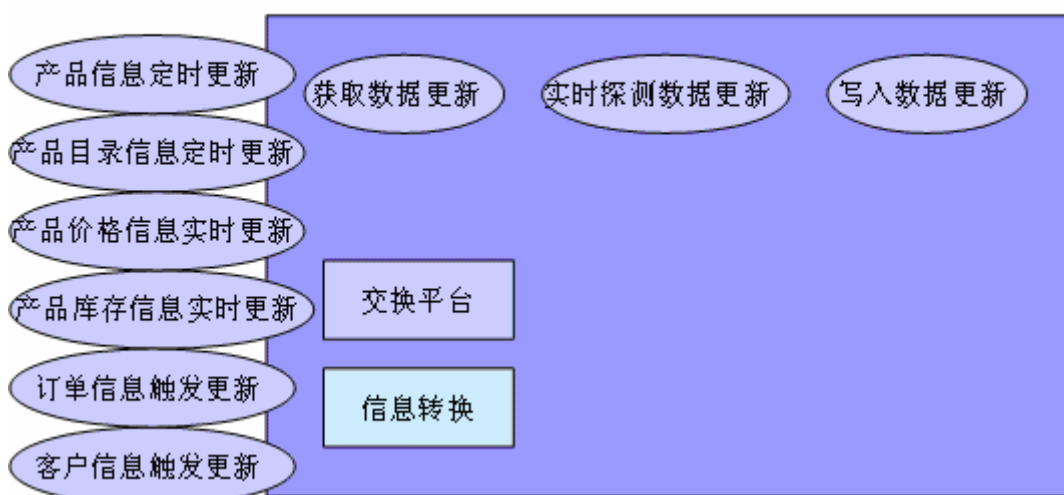 产品信息定时更新
产品目录信息定时更新
产品价格信息实时更新
产品库存信息实时更新
订单信息触发更新
客户信息触发更新
获取数据更新
实时探测数据更新
写入数据更新
交换平台
信息转换